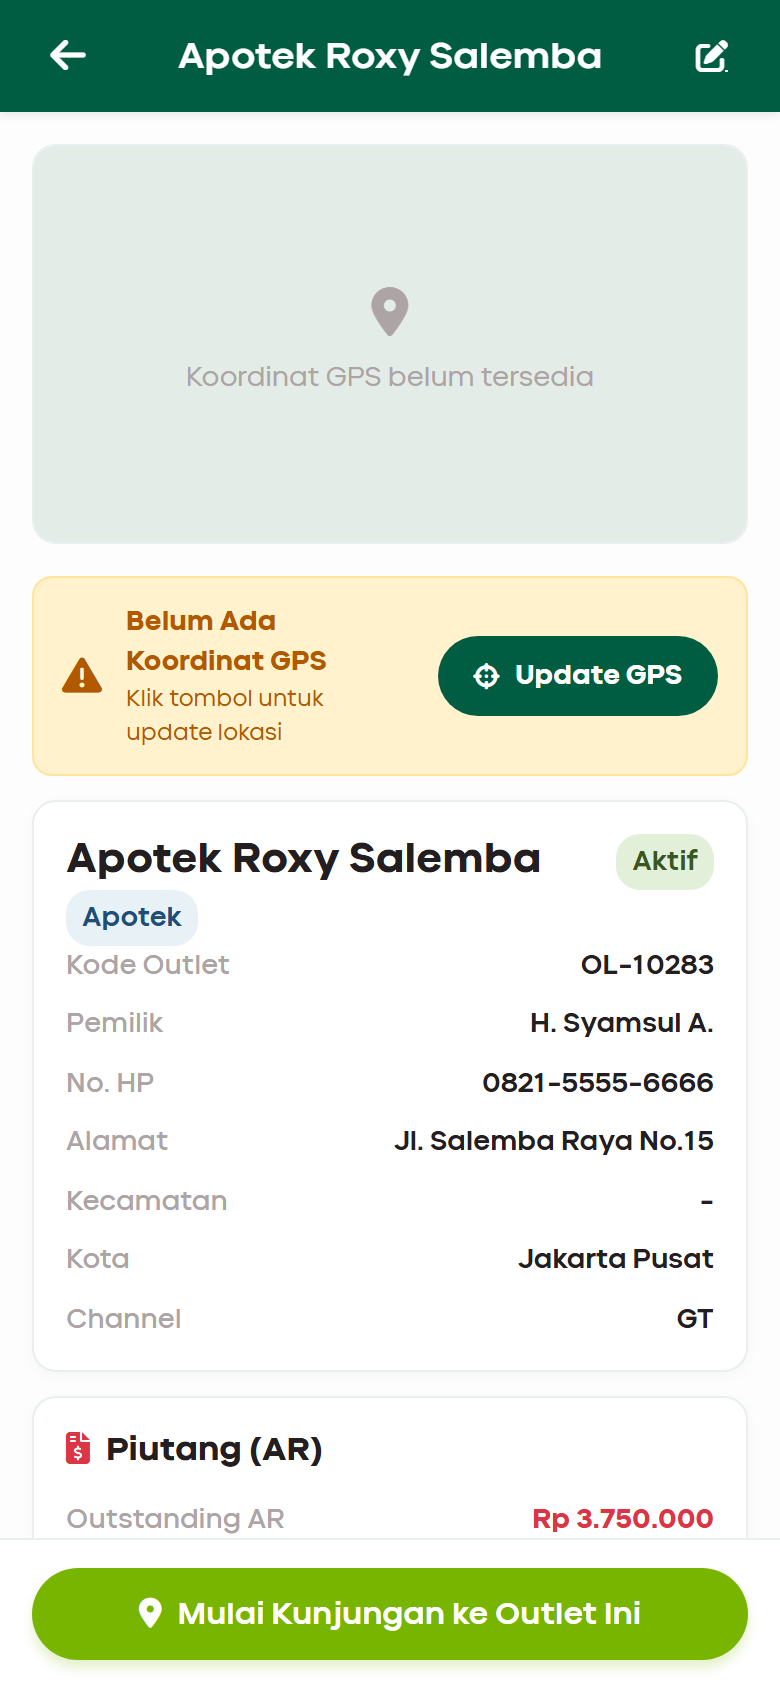 Apotek Roxy Salemba
Koordinat GPS belum tersedia
Belum Ada
Koordinat GPS
Klik tombol untuk
update lokasi
Update GPS
Apotek Roxy Salemba
Aktif
Apotek
Kode Outlet OL-10283
Pemilik H. Syamsul A.
No. HP 0821-5555-6666
Alamat Jl. Salemba Raya No.15
Kecamatan -
Kota Jakarta Pusat
Channel GT
Piutang (AR)
Outstanding AR Rp 3.750.000
Mulai Kunjungan ke Outlet Ini